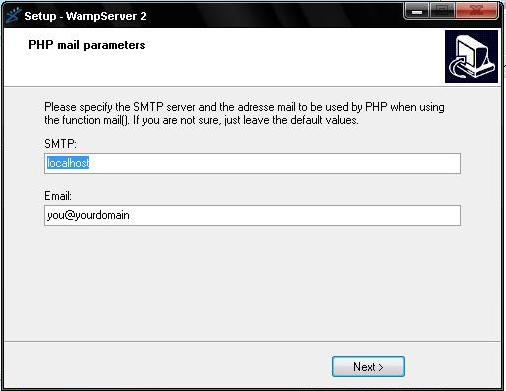 Setup - WampServer 2
PHP mail parameters
Please specify the SMTP server and the adresse mail to be used by PHP when using
the function mail(). If you are not sure, just leave the default values.
SMTP:
localhost
Email:
you@yourdomain
Next >